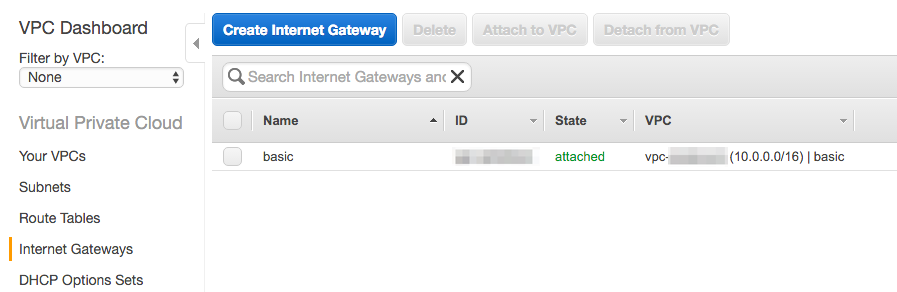 VPC Dashboard
Filter by VPC:
None
Virtual Private Cloud
Your VPCs
Subnets
Route Tables
Internet Gateways
DHCP Options Sets
Create Internet Gateway Delete Attach to VPC Detach from VPC
Search Internet Gateways and
Name ID State VPC
basic attached vpc- (10.0.0.0/16) | basic